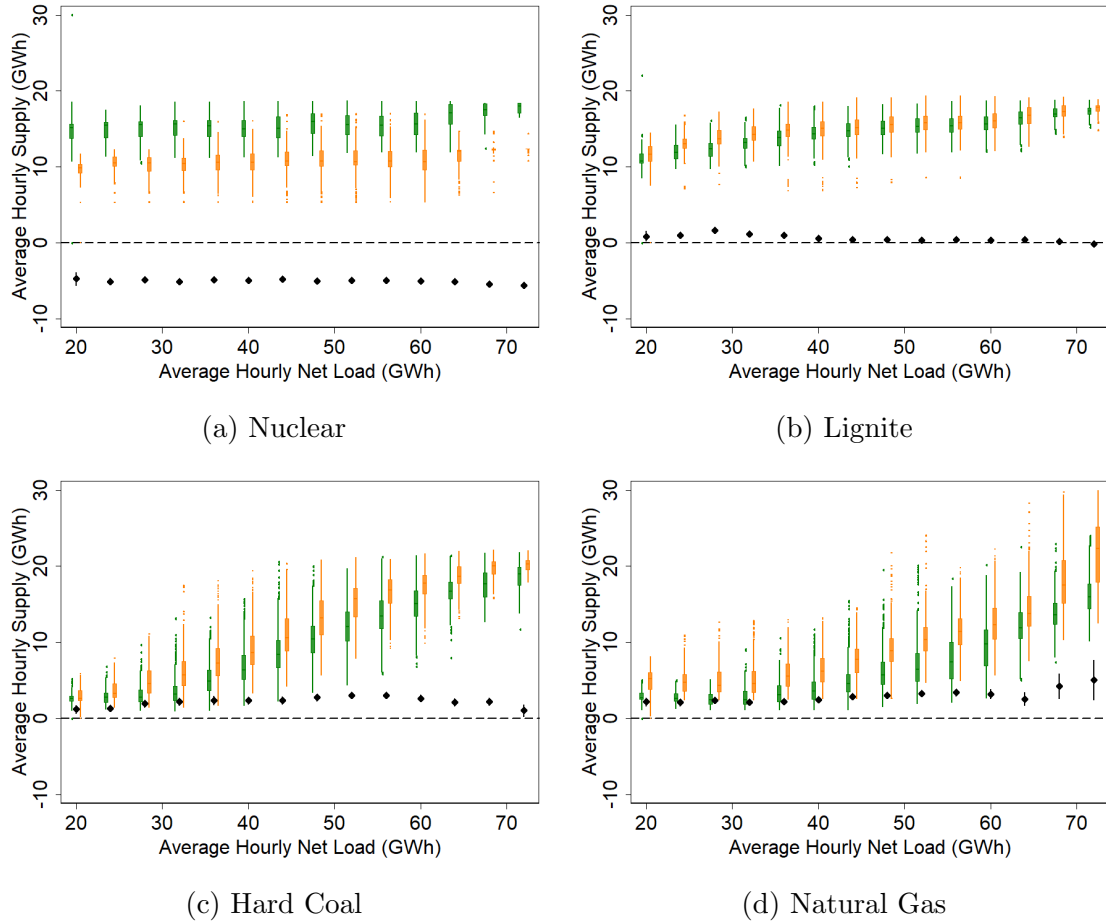 Average Hourly Supply (GWh)
30
20
10
0
-10
20 30 40 50 60 70
Average Hourly Net Load (GWh)
(a) Nuclear
Average Hourly Supply (GWh)
30
20
10
0
-10
20 30 40 50 60 70
Average Hourly Net Load (GWh)
(b) Lignite
Average Hourly Supply (GWh)
30
20
10
0
-10
20 30 40 50 60 70
Average Hourly Net Load (GWh)
(c) Hard Coal
Average Hourly Supply (GWh)
30
20
10
0
-10
20 30 40 50 60 70
Average Hourly Net Load (GWh)
(d) Natural Gas